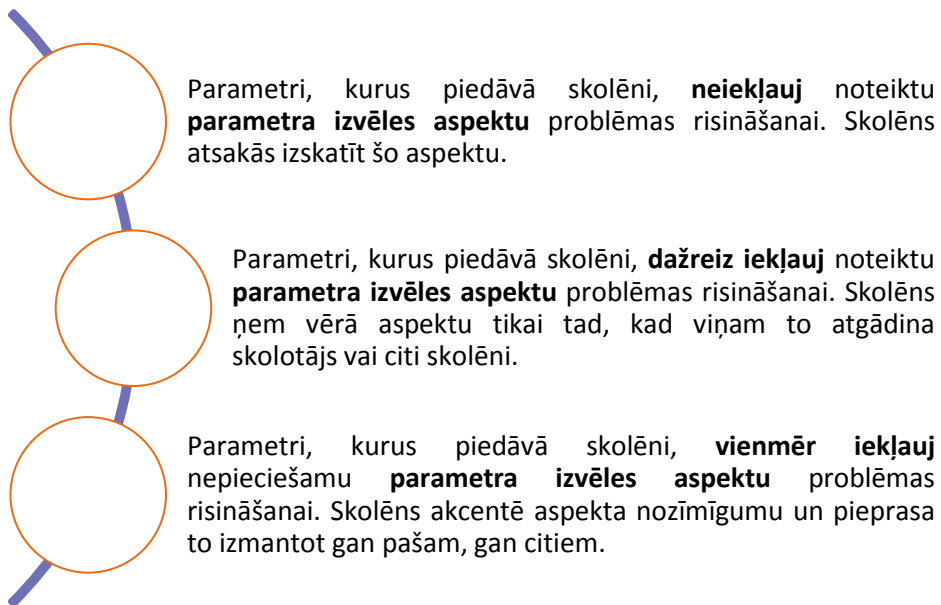 Parametri, kurus piedāvā skolēni, neiekļauj noteiktu
parametra izvēles aspektu problēmas risināšanai. Skolēns
atsakās izskatīt šo aspektu.
Parametri, kurus piedāvā skolēni, dažreiz iekļauj noteiktu
parametra izvēles aspektu problēmas risināšanai. Skolēns
ņem vērā aspektu tikai tad, kad viņam to atgādina
skolotājs vai citi skolēni.
Parametri, kurus piedāvā skolēni, vienmēr iekļauj
nepieciešamu parametra izvēles aspektu problēmas
risināšanai. Skolēns akcentē aspekta nozīmīgumu un pieprasa
to izmantot gan pašam, gan citiem.